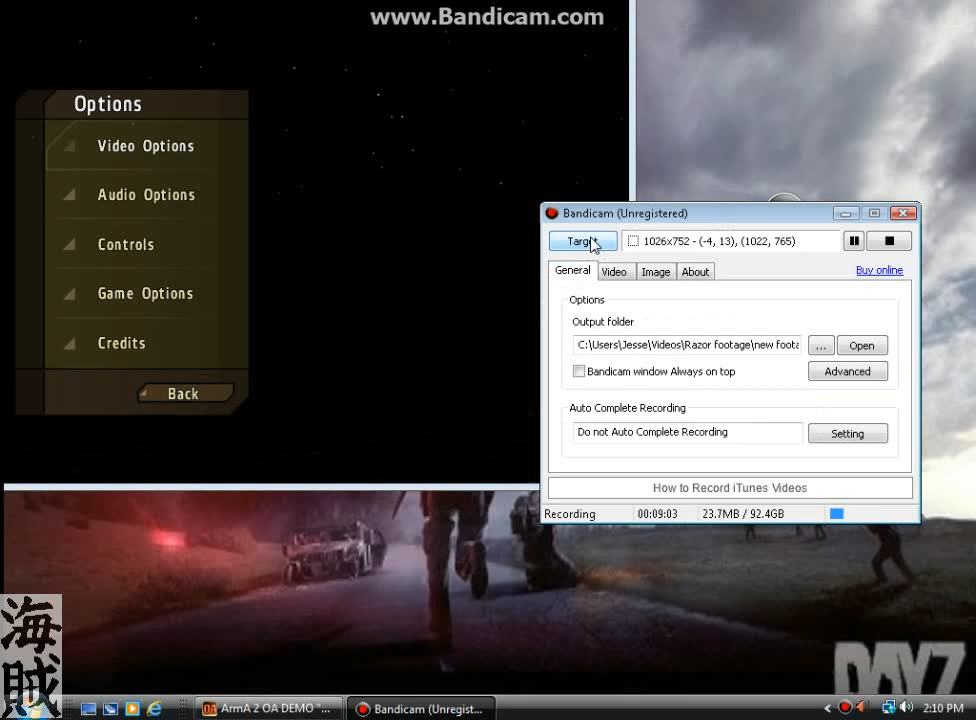 www.Bandicam.com
Options
Video Options
Audio Options
Controls
Game Options
Credits
Back
Bandicam (Unregistered)
Target
1026x752 - (-4, 13), (1022, 765)
General
Video
Image
About
Buy online
Options
Output folder
C:\Users\Jesse\Videos\Razor footage\new foota
...
Open
Bandicam window Always on top
Advanced
Auto Complete Recording
Do not Auto Complete Recording
Setting
How to Record iTunes Videos
Recording
00:09:03
23.7MB / 92.4GB
DAYZ
海
賊
ArmA 2 OA DEMO "...
Bandicam (Unregist...
2:10 PM